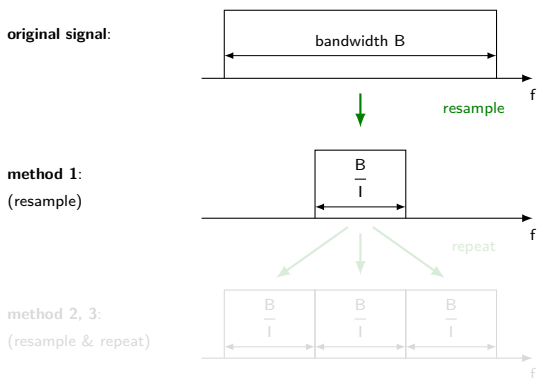 original signal:
bandwidth B
f
resample
method 1:
(resample)
B
I
f
repeat
method 2, 3:
(resample & repeat)
B
I
B
I
B
I
f